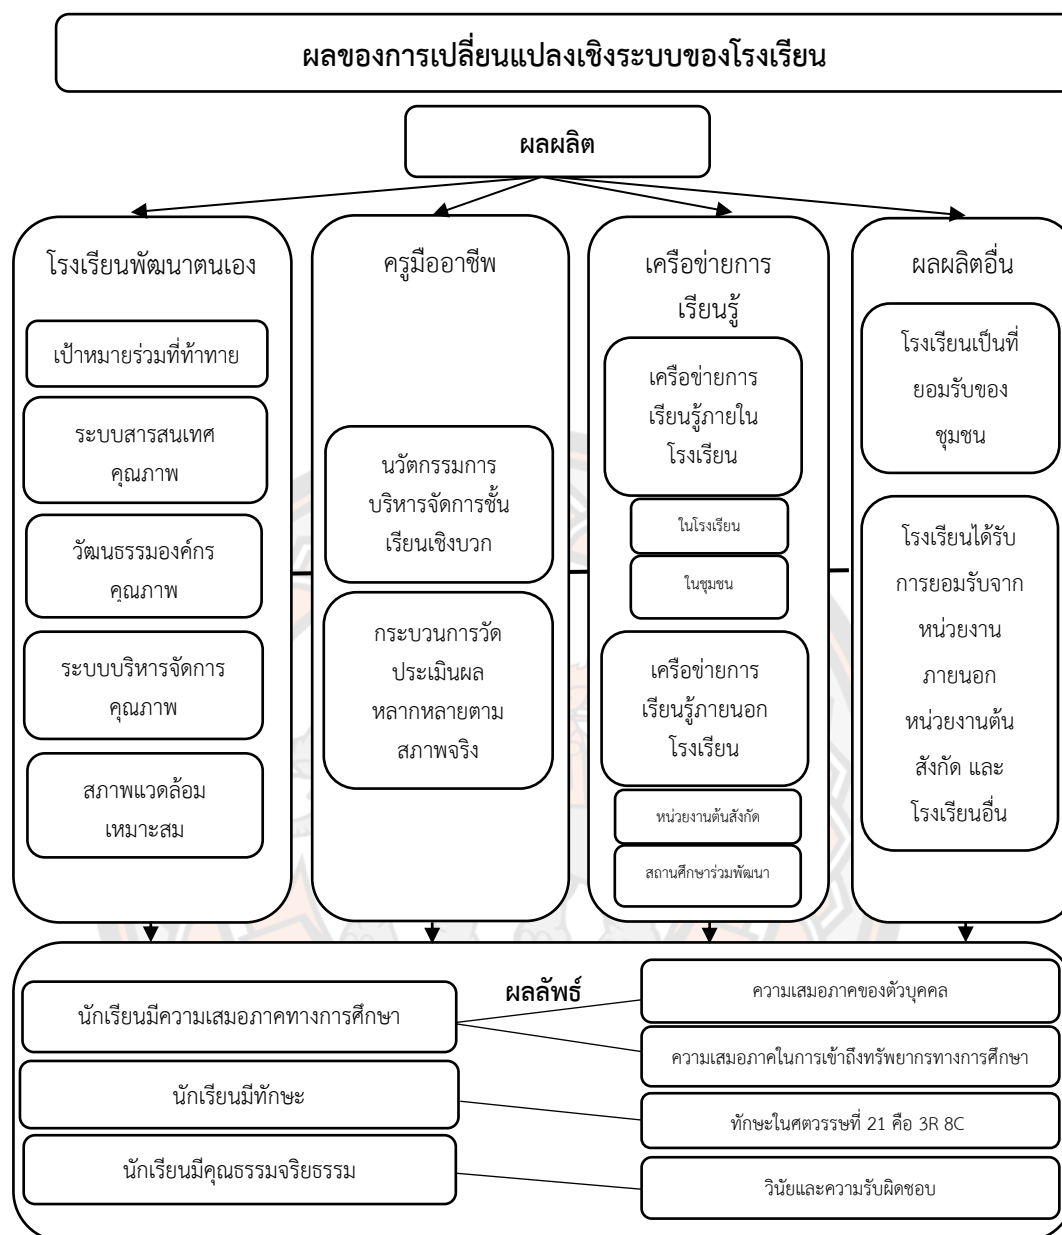 ผลของการเปลี่ยนแปลงเชิงระบบของโรงเรียน
ผลผลิต
โรงเรียนพัฒนาตนเอง
เป้าหมายร่วมที่ท้าทาย
ระบบสารสนเทศ
คุณภาพ
วัฒนธรรมองค์กร
คุณภาพ
ระบบบริหารจัดการ
คุณภาพ
สภาพแวดล้อม
เหมาะสม
ครูมืออาชีพ
นวัตกรรมการ
บริหารจัดการชั้น
เรียนเชิงบวก
กระบวนการวัด
ประเมินผล
หลากหลายตาม
สภาพจริง
เครือข่ายการ
เรียนรู้
เครือข่ายการ
เรียนรู้ภายใน
โรงเรียน
ในโรงเรียน
ในชุมชน
เครือข่ายการ
เรียนรู้ภายนอก
โรงเรียน
หน่วยงานต้นสังกัด
สถานศึกษาร่วมพัฒนา
ผลผลิตอื่น
โรงเรียนเป็นที่
ยอมรับของ
ชุมชน
โรงเรียนได้รับ
การยอมรับจาก
หน่วยงาน
ภายนอก
หน่วยงานต้น
สังกัด และ
โรงเรียนอื่น
ผลลัพธ์
นักเรียนมีความเสมอภาคทางการศึกษา
ความเสมอภาคของตัวบุคคล
ความเสมอภาคในการเข้าถึงทรัพยากรทางการศึกษา
นักเรียนมีทักษะ
ทักษะในศตวรรษที่ 21 คือ 3R 8C
นักเรียนมีคุณธรรมจริยธรรม
วินัยและความรับผิดชอบ